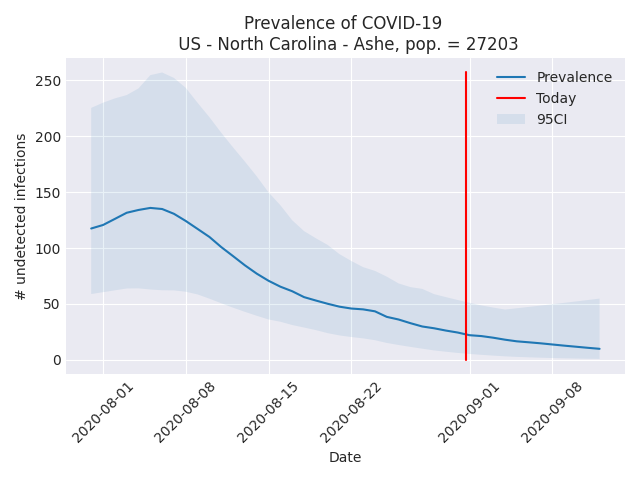 Prevalence of COVID-19
US - North Carolina - Ashe, pop. = 27203
Prevalence
Today
95CI
# undetected infections
250
200
150
100
50
0
2020-08-01
2020-08-08
2020-08-15
2020-08-22
2020-09-01
2020-09-08
Date